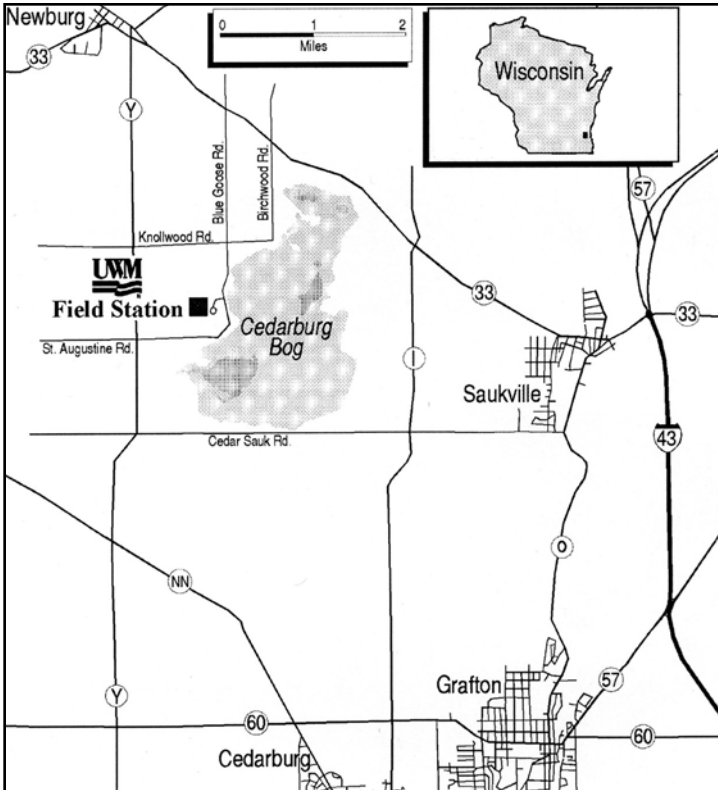 Newburg
0 1 2
Miles
Wisconsin
33
Y
Blue Goose Rd.
Birchwood Rd.
57
Knollwood Rd.
UWM
Field Station
33
33
Cedarburg
Bog
St. Augustine Rd.
I
Saukville
Cedar Sauk Rd.
43
O
NN
Grafton
57
Y
60
60
Cedarburg